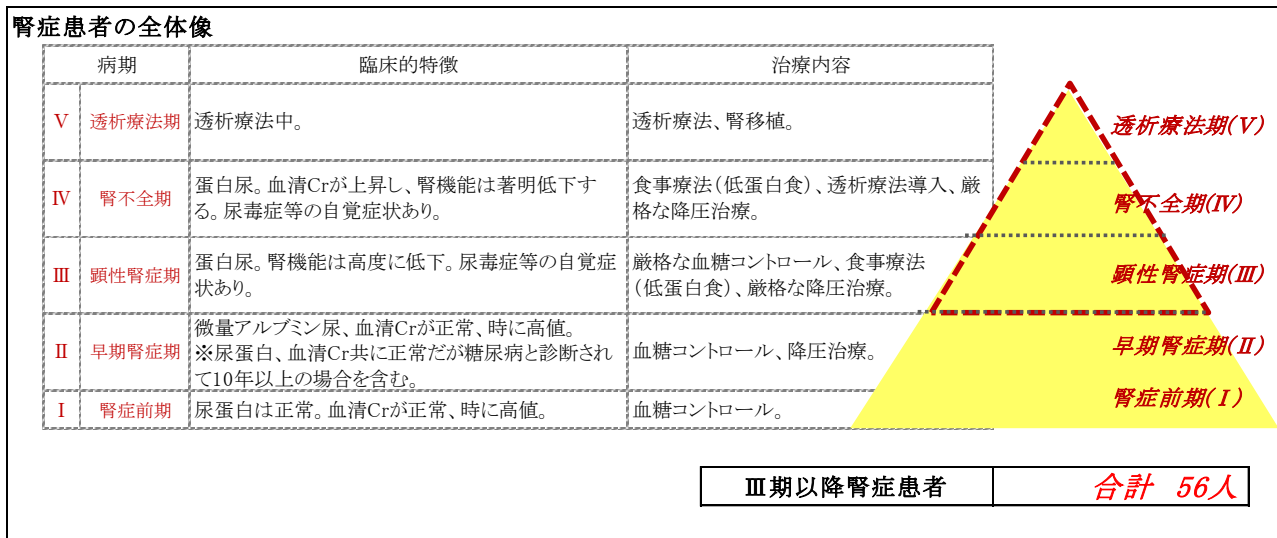 腎症患者の全体像
病期 臨床的特徴 治療内容
Ⅴ 透析療法期 透析療法中。 透析療法、腎移植。
Ⅳ 腎不全期
蛋白尿。血清Crが上昇し、腎機能は著明低下す
る。尿毒症等の自覚症状あり。
食事療法(低蛋白食)、透析療法導入、厳
格な降圧治療。
Ⅲ 顕性腎症期
蛋白尿。腎機能は高度に低下。尿毒症等の自覚症
状あり。
厳格な血糖コントロール、食事療法
(低蛋白食)、厳格な降圧治療。
Ⅱ 早期腎症期
微量アルブミン尿、血清Crが正常、時に高値。
※尿蛋白、血清Cr共に正常だが糖尿病と診断され
て10年以上の場合を含む。
血糖コントロール、降圧治療。
Ⅰ 腎症前期 尿蛋白は正常。血清Crが正常、時に高値。 血糖コントロール。
透析療法期(Ⅴ)
腎不全期(Ⅳ)
顕性腎症期(Ⅲ)
早期腎症期(Ⅱ)
腎症前期(Ⅰ)
Ⅲ期以降腎症患者 合計 56人